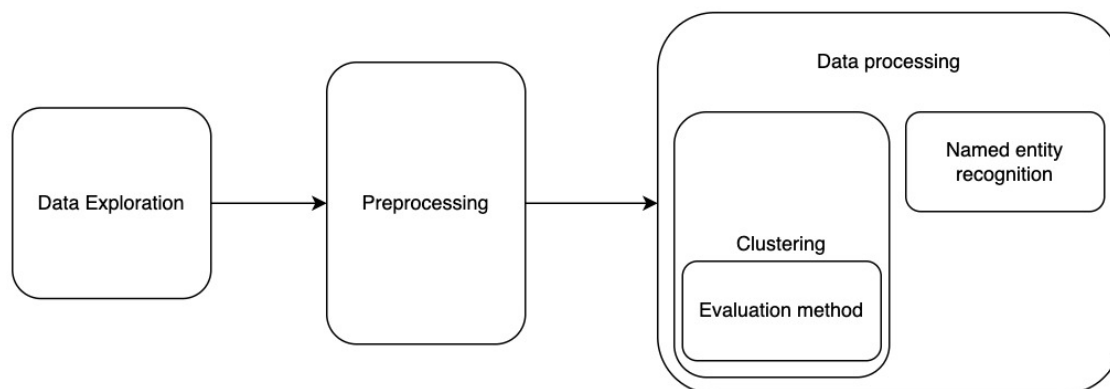 Data Exploration
Preprocessing
Data processing
Clustering
Evaluation method
Named entity
recognition